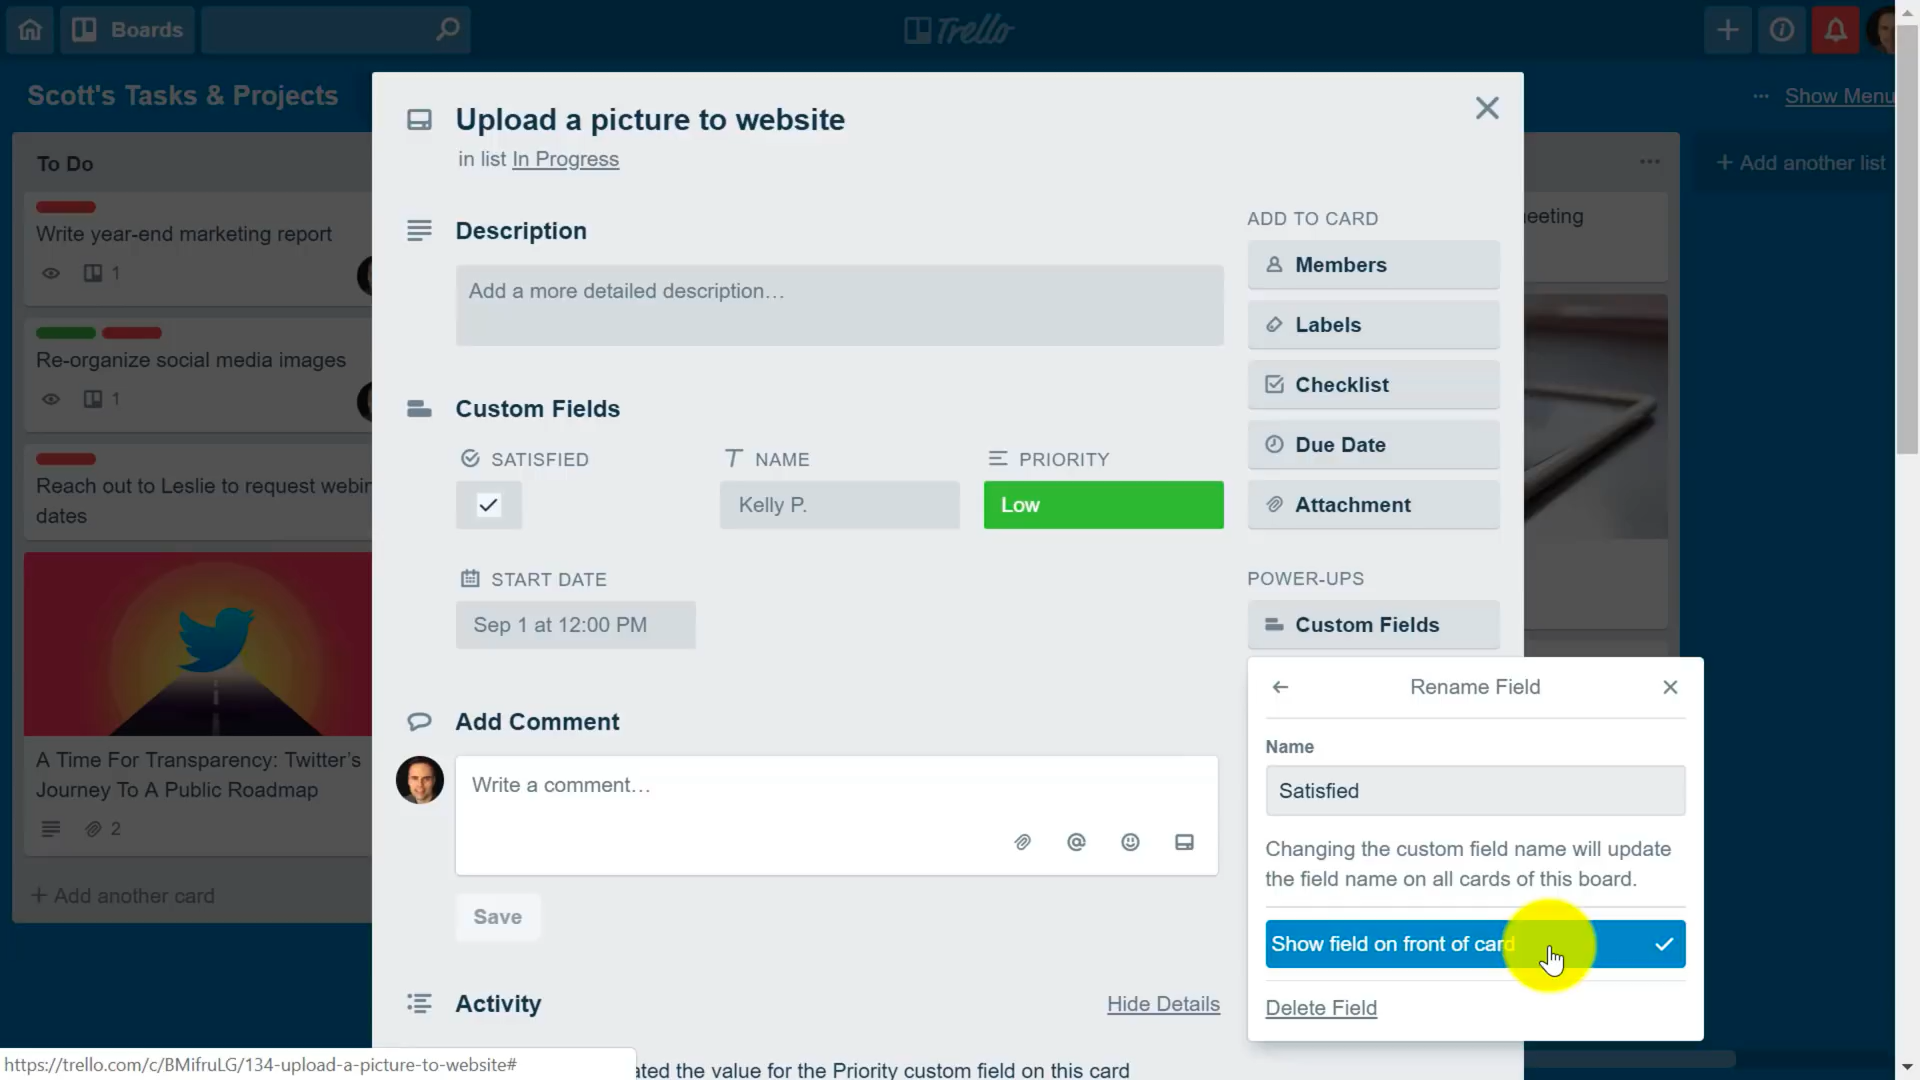 Boards
Trello
Scott's Tasks & Projects
Show Menu
To Do
Write year-end marketing report
1
Re-organize social media images
1
Reach out to Leslie to request webin
dates
A Time For Transparency: Twitter's
Journey To A Public Roadmap
2
+ Add another card
Upload a picture to website
in list In Progress
Description
Add a more detailed description…
Custom Fields
SATISFIED
NAME
PRIORITY
Kelly P.
Low
START DATE
Sep 1 at 12:00 PM
Add Comment
Write a comment…
Save
Activity
Hide Details
ated the value for the Priority custom field on this card
ADD TO CARD
Members
Labels
Checklist
Due Date
Attachment
POWER-UPS
Custom Fields
Rename Field
Name
Satisfied
Changing the custom field name will update
the field name on all cards of this board.
Show field on front of card
Delete Field
eeting
+ Add another list
https://trello.com/c/BMifruLG/134-upload-a-picture-to-website#